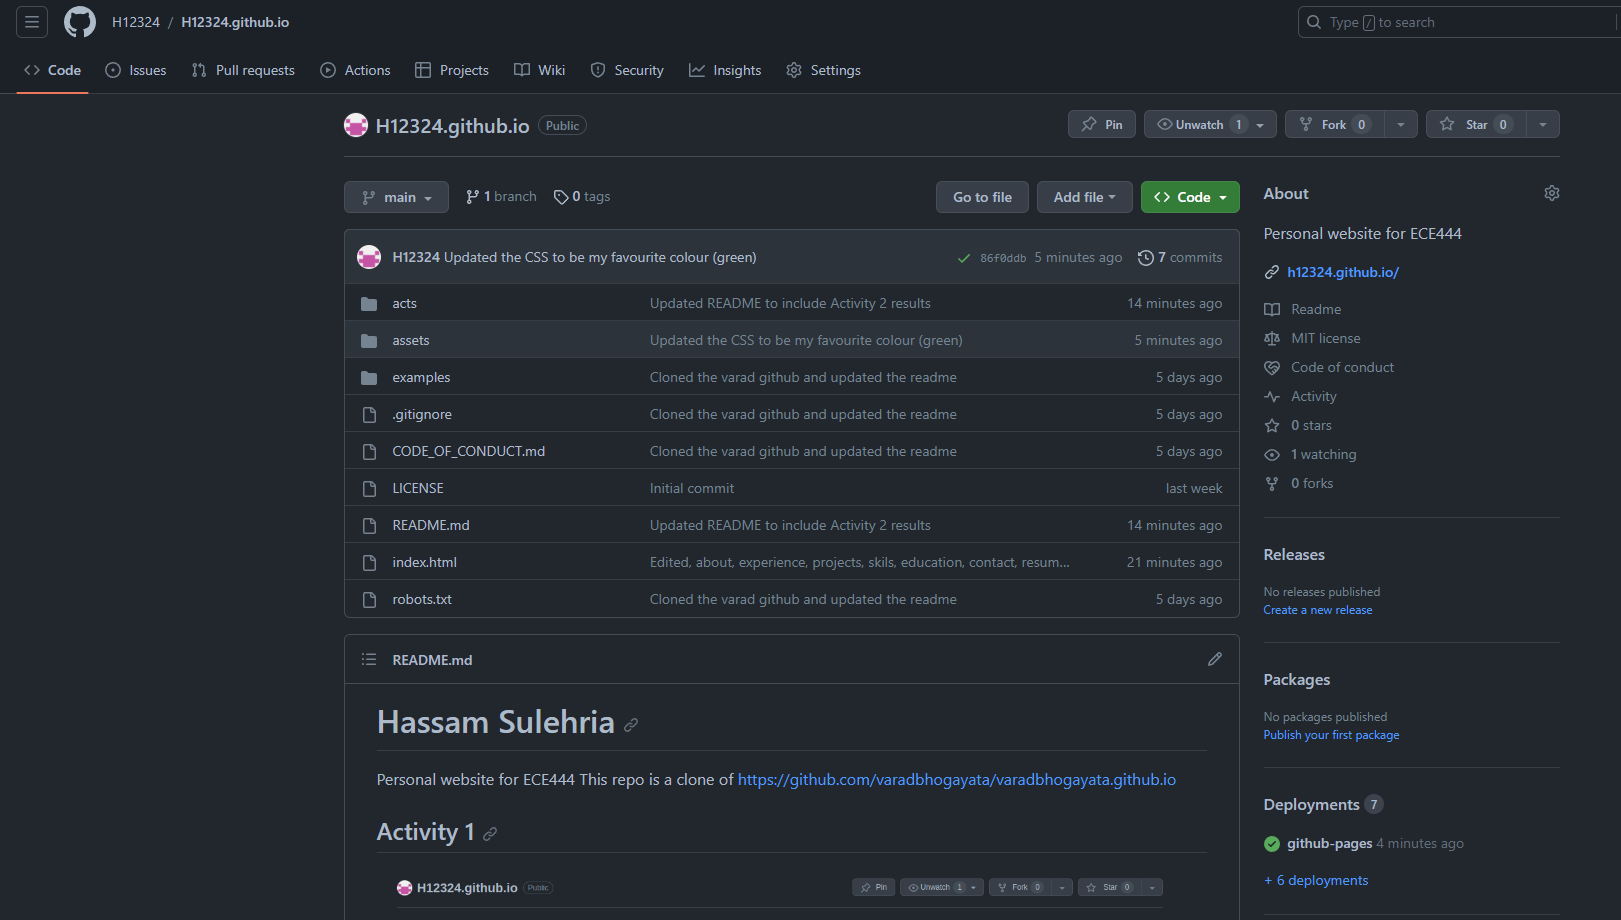 H12324 / H12324.github.io
Type / to search
Code Issues Pull requests Actions Projects Wiki Security Insights Settings
H12324.github.io Public
Pin Unwatch 1 Fork 0 Star 0
main 1 branch 0 tags Go to file Add file Code
H12324 Updated the CSS to be my favourite colour (green) 86f0ddb 5 minutes ago 7 commits
acts Updated README to include Activity 2 results 14 minutes ago
assets Updated the CSS to be my favourite colour (green) 5 minutes ago
examples Cloned the varad github and updated the readme 5 days ago
.gitignore Cloned the varad github and updated the readme 5 days ago
CODE_OF_CONDUCT.md Cloned the varad github and updated the readme 5 days ago
LICENSE Initial commit last week
README.md Updated README to include Activity 2 results 14 minutes ago
index.html Edited, about, experience, projects, skils, education, contact, resum... 21 minutes ago
robots.txt Cloned the varad github and updated the readme 5 days ago
README.md
Hassam Sulehria
Personal website for ECE444 This repo is a clone of https://github.com/varadbhogayata/varadbhogayata.github.io
Activity 1
H12324.github.io Public
Pin Unwatch 1 Fork 0 Star 0
About
Personal website for ECE444
h12324.github.io/
Readme
MIT license
Code of conduct
Activity
0 stars
1 watching
0 forks
Releases
No releases published
Create a new release
Packages
No packages published
Publish your first package
Deployments 7
github-pages 4 minutes ago
+ 6 deployments